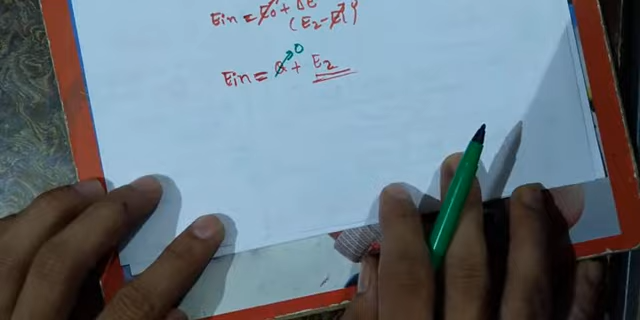 Ein = E0 + ΔE
(E2 - E1)
0
Ein = Q + E2